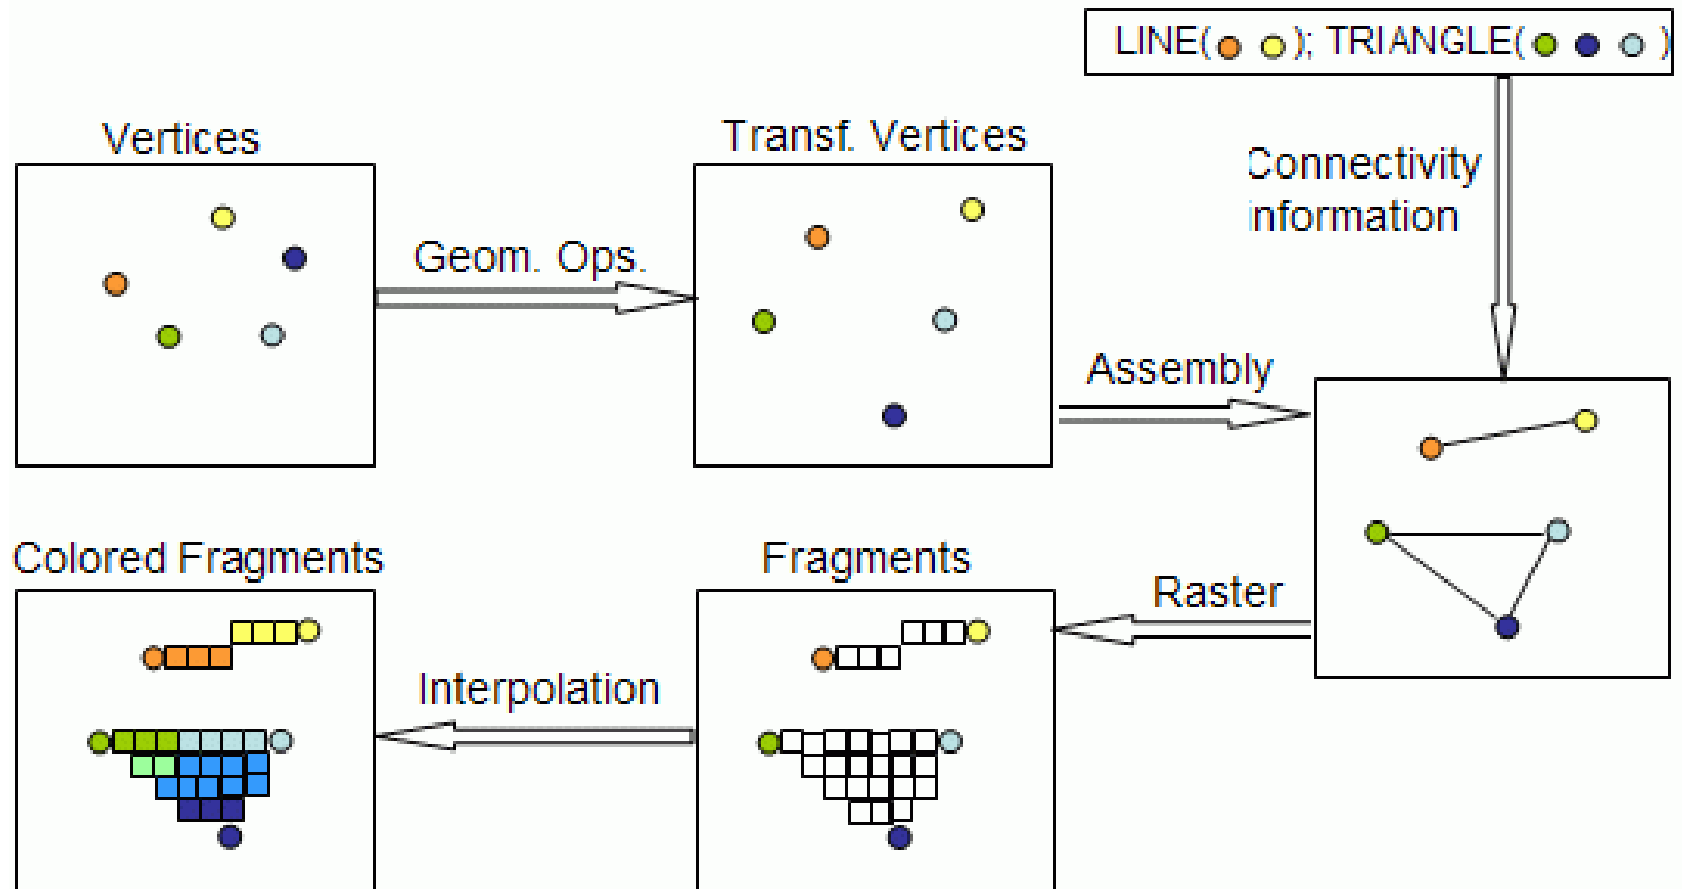 LINE( ); TRIANGLE( )
Vertices
Transf. Vertices
Connectivity
information
Geom. Ops.
Assembly
Colored Fragments
Fragments
Raster
Interpolation